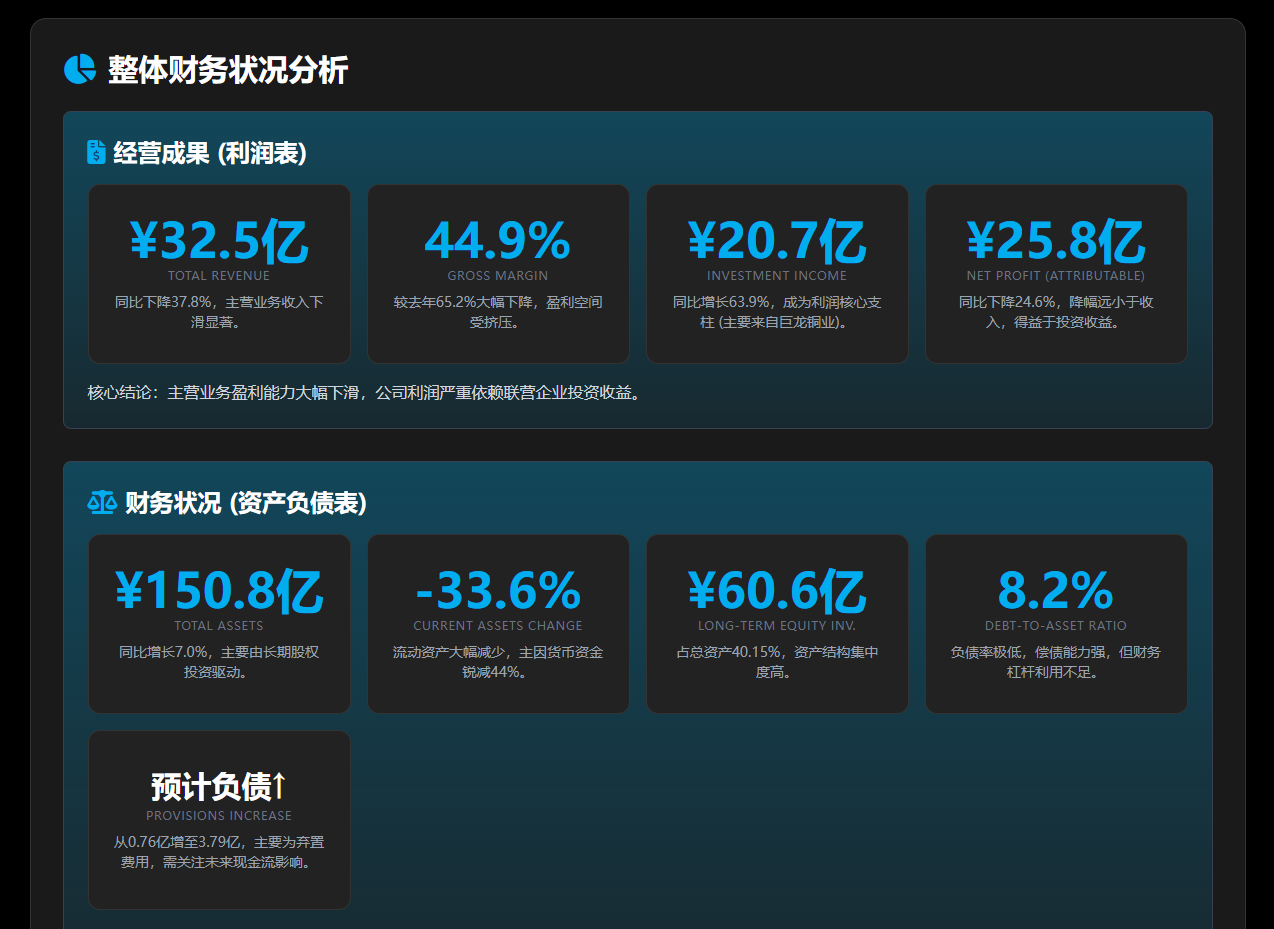 整体财务状况分析
经营成果 (利润表)
¥32.5亿
TOTAL REVENUE
同比下降37.8%，主营业务收入下
滑显著。
44.9%
GROSS MARGIN
较去年65.2%大幅下降，盈利空间
受挤压。
¥20.7亿
INVESTMENT INCOME
同比增长63.9%，成为利润核心支
柱 (主要来自巨龙铜业)。
¥25.8亿
NET PROFIT (ATTRIBUTABLE)
同比下降24.6%，降幅远小于收
入，得益于投资收益。
核心结论：主营业务盈利能力大幅下滑，公司利润严重依赖联营企业投资收益。
财务状况 (资产负债表)
¥150.8亿
TOTAL ASSETS
同比增长7.0%，主要由长期股权
投资驱动。
-33.6%
CURRENT ASSETS CHANGE
流动资产大幅减少，主因货币资金
锐减44%。
¥60.6亿
LONG-TERM EQUITY INV.
占总资产40.15%，资产结构集中
度高。
8.2%
DEBT-TO-ASSET RATIO
负债率极低，偿债能力强，但财务
杠杆利用不足。
预计负债↑
PROVISIONS INCREASE
从0.76亿增至3.79亿，主要为弃置
费用，需关注未来现金流影响。